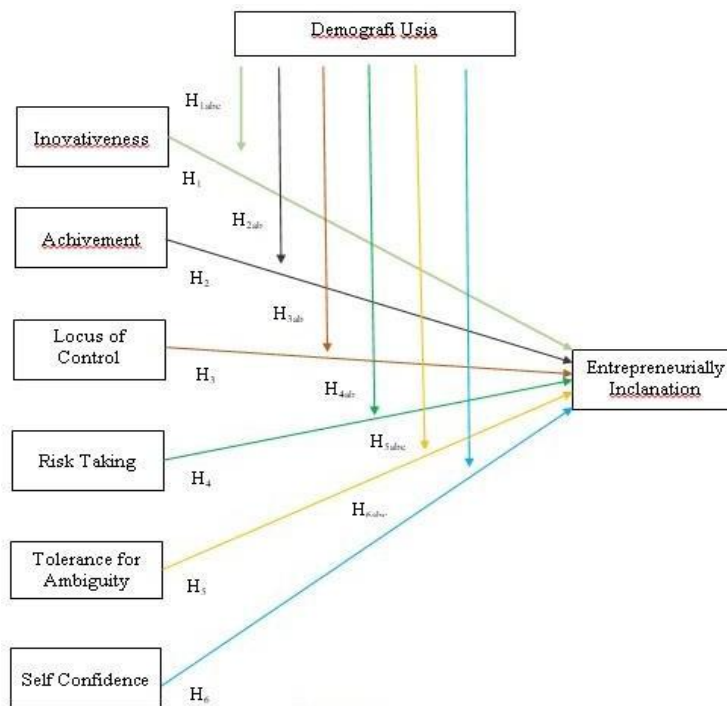 Demografi Usia
H1abc
Inovativeness
H1
H2ab
Achivement
H2
H3ab
Locus of
Control
H3
Entrepreneurially
Inclanation
H4ab
H5abc
Risk Taking
H4
H6abc
Tolerance for
Ambiguity
H5
Self Confidence
H6